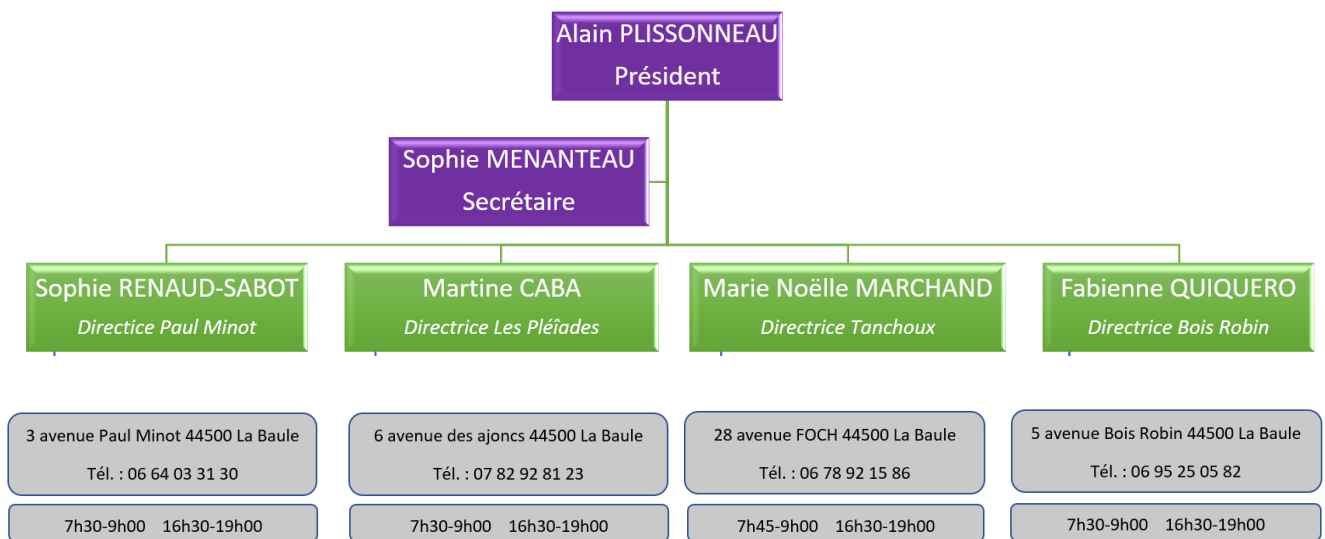 Alain PLISSONNEAU
Président
Sophie MENANTEAU
Secrétaire
Sophie RENAUD-SABOT
Directice Paul Minot
Martine CABA
Directrice Les Pléîades
Marie Noëlle MARCHAND
Directrice Tanchoux
Fabienne QUIQUERO
Directrice Bois Robin
3 avenue Paul Minot 44500 La Baule
Tél. : 06 64 03 31 30
6 avenue des ajoncs 44500 La Baule
Tél. : 07 82 92 81 23
28 avenue FOCH 44500 La Baule
Tél. : 06 78 92 15 86
5 avenue Bois Robin 44500 La Baule
Tél. : 06 95 25 05 82
7h30-9h00 16h30-19h00
7h30-9h00 16h30-19h00
7h45-9h00 16h30-19h00
7h30-9h00 16h30-19h00